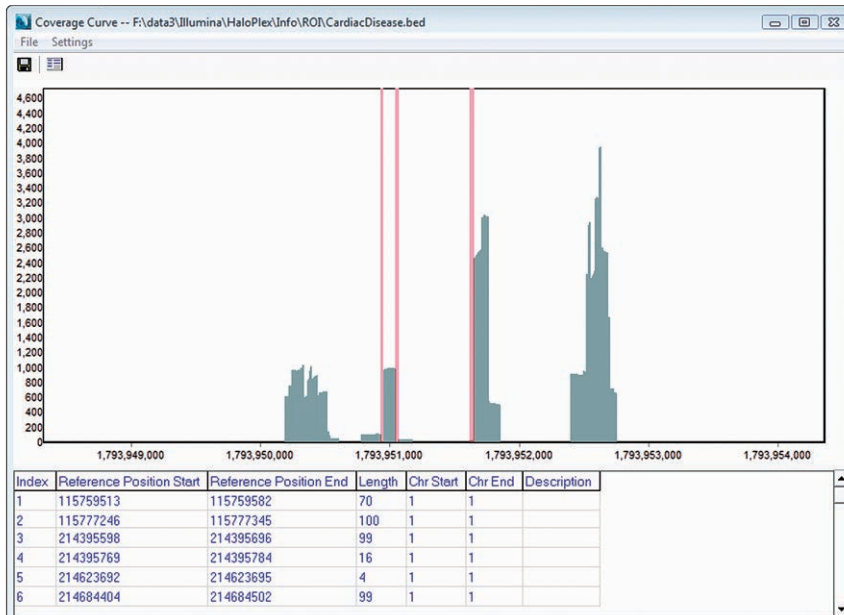 Coverage Curve -- F:\data3\Illumina\HaloPlex\Info\ROI\CardiacDisease.bed
File Settings
4,600
4,400
4,200
4,000
3,800
3,600
3,400
3,200
3,000
2,800
2,600
2,400
2,200
2,000
1,800
1,600
1,400
1,200
1,000
800
600
400
200
0
1,793,949,000 1,793,950,000 1,793,951,000 1,793,952,000 1,793,953,000 1,793,954,000
Index Reference Position Start Reference Position End Length Chr Start Chr End Description
1 115759513 115759582 70 1 1
2 115777246 115777345 100 1 1
3 214395598 214395696 99 1 1
4 214395769 214395784 16 1 1
5 214623692 214623695 4 1 1
6 214684404 214684502 99 1 1